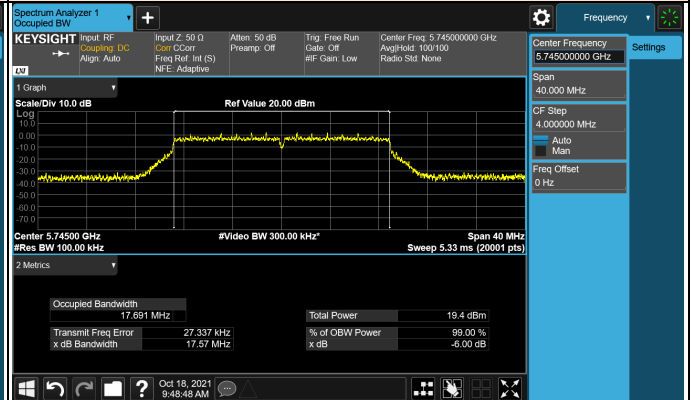 Spectrum Analyzer 1
Occupied BW
Frequency
KEYSIGHT
Input: RF
Coupling: DC
Align: Auto
Input Z: 50 Ω
Corr CCorr
Freq Ref: Int (S)
NFE: Adaptive
Atten: 50 dB
Preamp: Off
Trig: Free Run
Gate: Off
#IF Gain: Low
Center Freq: 5.745000000 GHz
Avg|Hold: 100/100
Radio Std: None
LXI
Center Frequency
5.745000000 GHz
Settings
Span
40.000 MHz
CF Step
4.000000 MHz
Auto
Man
Freq Offset
0 Hz
1 Graph
Scale/Div 10.0 dB
Ref Value 20.00 dBm
Log
10.0
0.00
-10.0
-20.0
-30.0
-40.0
-50.0
-60.0
-70.0
Center 5.74500 GHz
#Video BW 300.00 kHz*
Span 40 MHz
#Res BW 100.00 kHz
Sweep 5.33 ms (20001 pts)
2 Metrics
Occupied Bandwidth
17.691 MHz
Total Power 19.4 dBm
Transmit Freq Error 27.337 kHz
% of OBW Power 99.00 %
x dB Bandwidth 17.57 MHz
x dB -6.00 dB
?
Oct 18, 2021
9:48:48 AM